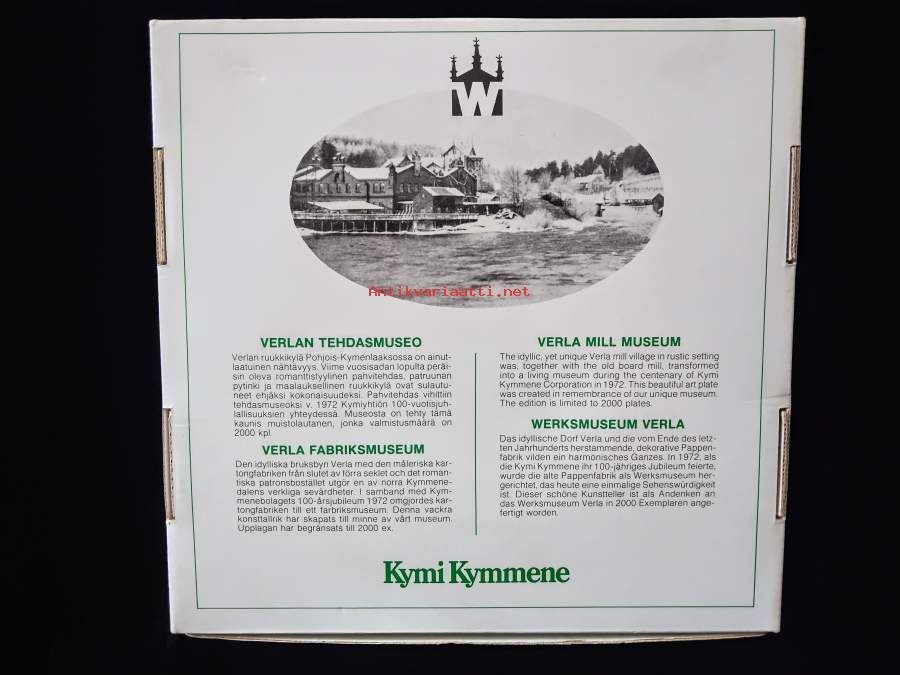 W
Antikvariaatti.net
VERLAN TEHDASMUSEO
Verlan ruukkikylä Pohjois-Kymenlaaksossa on ainut-
laatuinen nähtävyys. Viime vuosisadan lopulta peräi-
sin oleva romanttistyylinen pahvitehdas, patruunan
pytinki ja maalauksellinen ruukkikylä ovat sulautu-
neet ehjäksi kokonaisuudeksi. Pahvitehdas vihittiin
tehdasmuseoksi v. 1972 Kymiyhtiön 100-vuotisjuh-
lallisuuksien yhteydessä. Museosta on tehty tämä
kaunis muistolautanen, jonka valmistusmäärä on
2000 kpl.
VERLA FABRIKSMUSEUM
Den idylliska bruksbyn Verla med den måleriska kar-
tongfabriken från slutet av förra seklet och det roman-
tiska patronsbostället utgör en av norra Kymmene-
dalens verkliga sevärdheter. I samband med Kym-
menebolagets 100-årsjubileum 1972 omgjordes kar-
tongfabriken till ett farbriksmuseum. Denna vackra
konsttallrik har skapats till minne av vårt museum.
Upplagan har begränsats till 2000 ex.
VERLA MILL MUSEUM
The idyllic, yet unique Verla mill village in rustic setting
was, together with the old board mill, transformed
into a living museum during the centenary of Kymi
Kymmene Corporation in 1972. This beautiful art plate
was created in remembrance of our unique museum.
The edition is limited to 2000 plates.
WERKSMUSEUM VERLA
Das idyllische Dorf Verla und die vom Ende des letz-
ten Jahrhunderts herstammende, dekorative Pappen-
fabrik vilden ein harmonisches Ganzes. In 1972, als
die Kymi Kymmene ihr 100-jähriges Jubileum feierte,
wurde die alte Pappenfabrik als Werksmuseum her-
gerichtet, das heute eine einmalige Sehenswürdigkeit
ist. Dieser schöne Kunstteller ist als Andenken an
das Werksmuseum Verla in 2000 Exemplaren ange-
fertigt worden.
Kymi Kymmene